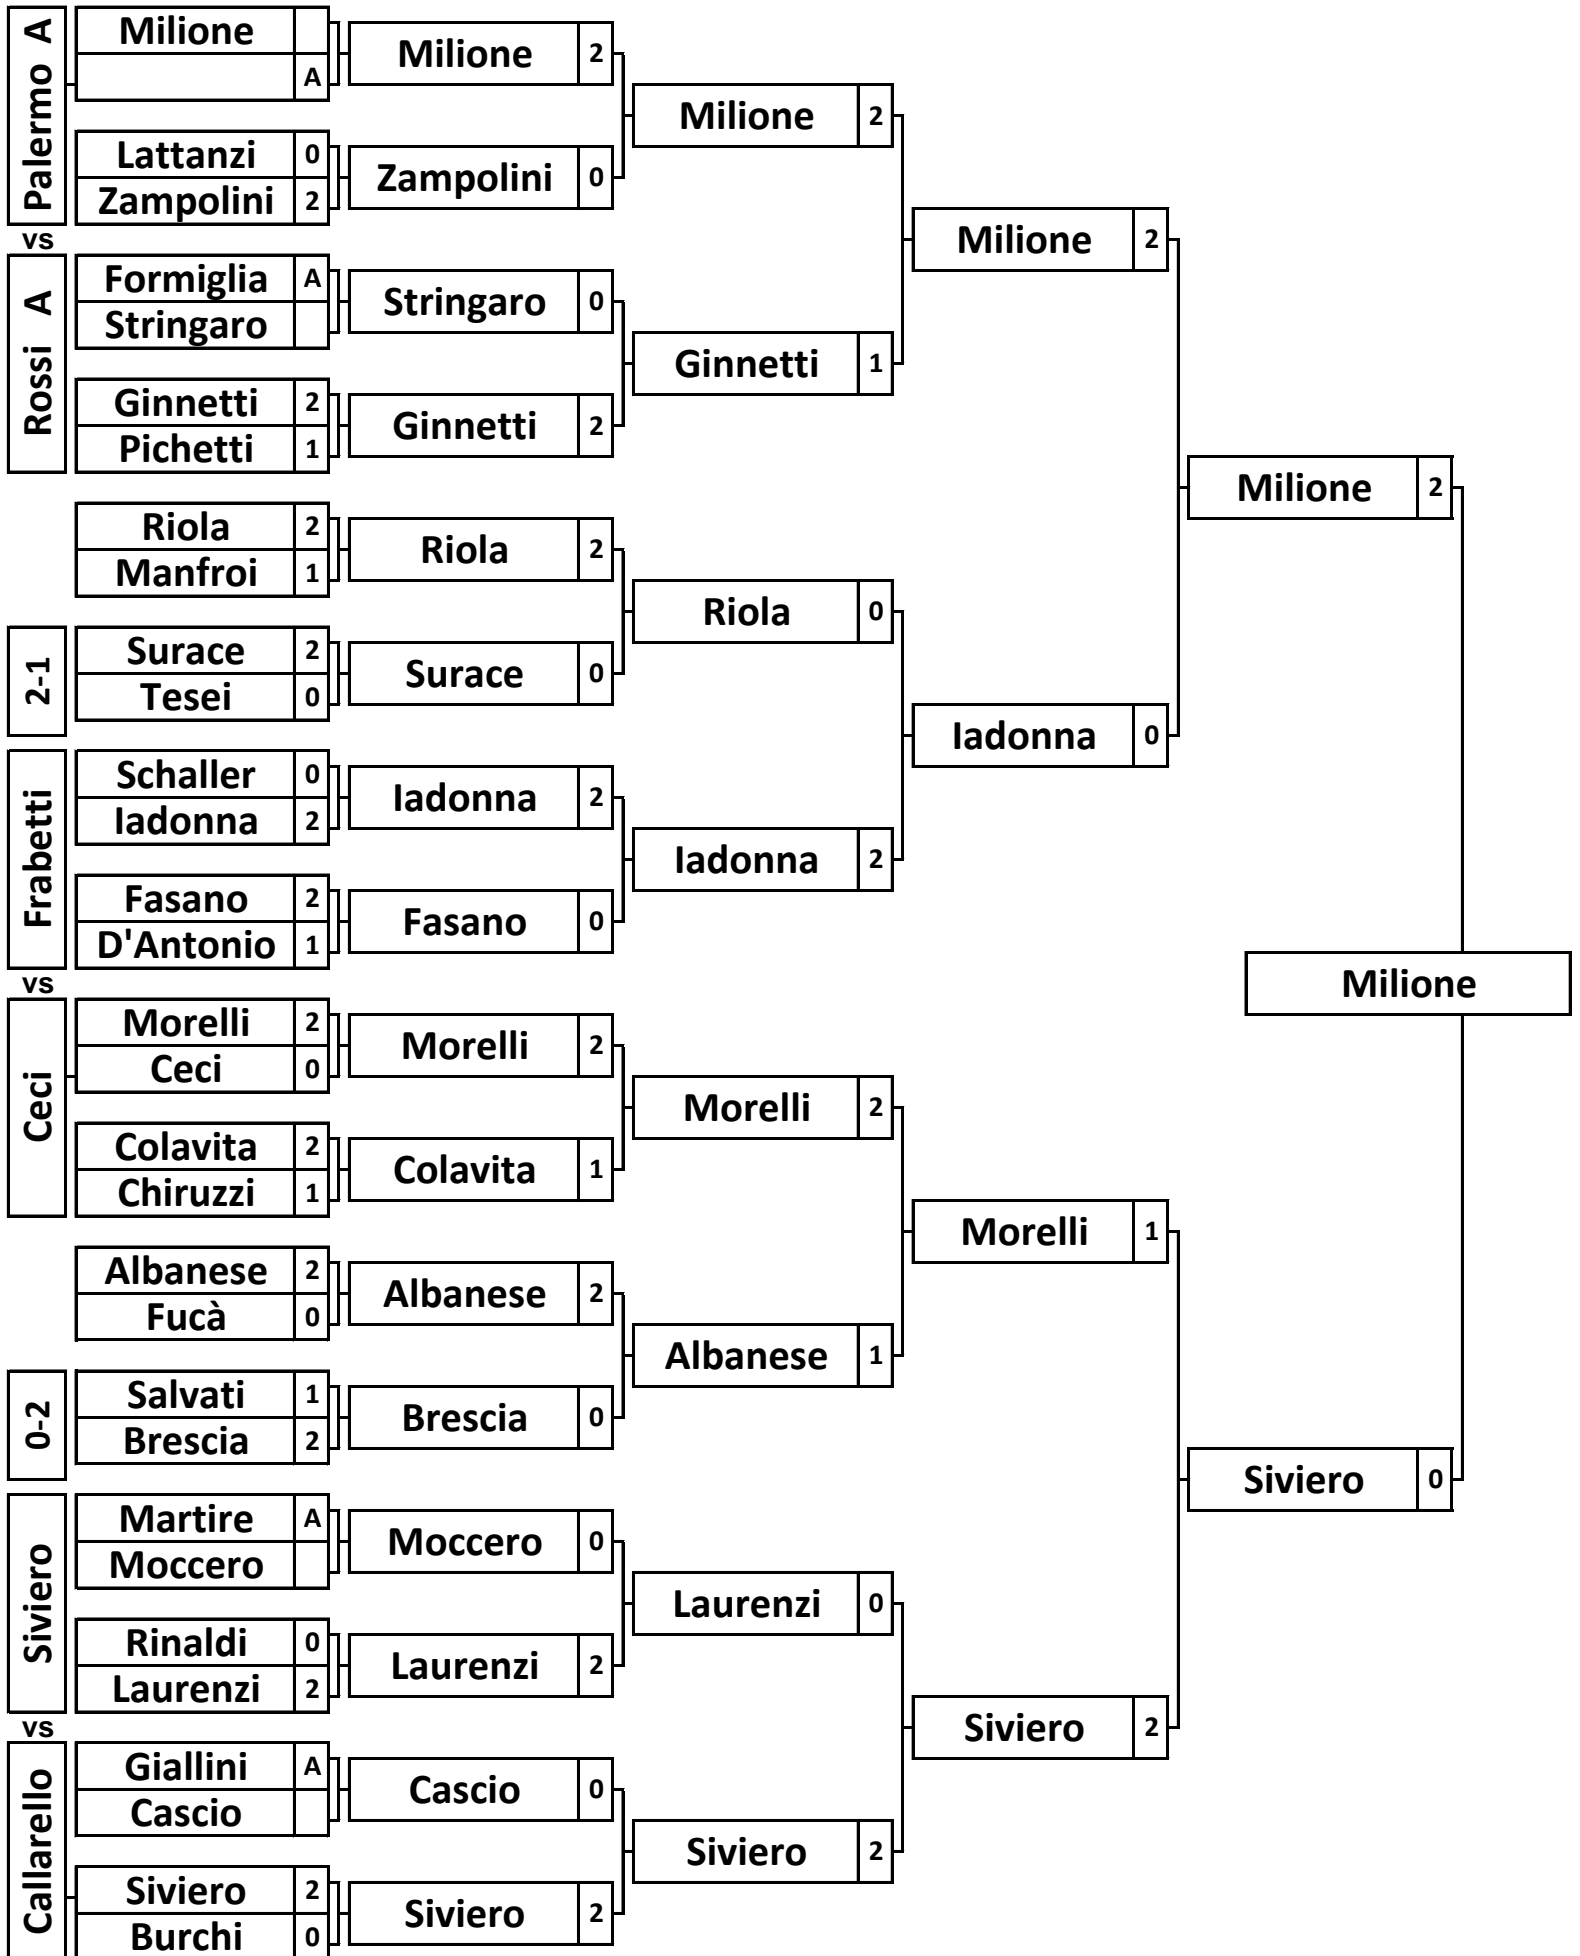 Palermo A
vs
Rossi A
2-1
Frabetti
vs
Ceci
0-2
Siviero
vs
Callarello
Milione
A
Lattanzi 0
Zampolini 2
Formiglia A
Stringaro
Ginnetti 2
Pichetti 1
Riola 2
Manfroi 1
Surace 2
Tesei 0
Schaller 0
Iadonna 2
Fasano 2
D'Antonio 1
Morelli 2
Ceci 0
Colavita 2
Chiruzzi 1
Albanese 2
Fucà 0
Salvati 1
Brescia 2
Martire A
Moccero
Rinaldi 0
Laurenzi 2
Giallini A
Cascio
Siviero 2
Burchi 0
Milione 2
Zampolini 0
Stringaro 0
Ginnetti 2
Riola 2
Surace 0
Iadonna 2
Fasano 0
Morelli 2
Colavita 1
Albanese 2
Brescia 0
Moccero 0
Laurenzi 2
Cascio 0
Siviero 2
Milione 2
Ginnetti 1
Riola 0
Iadonna 2
Morelli 2
Albanese 1
Laurenzi 0
Siviero 2
Milione 2
Iadonna 0
Morelli 1
Siviero 2
Milione 2
Siviero 0
Milione